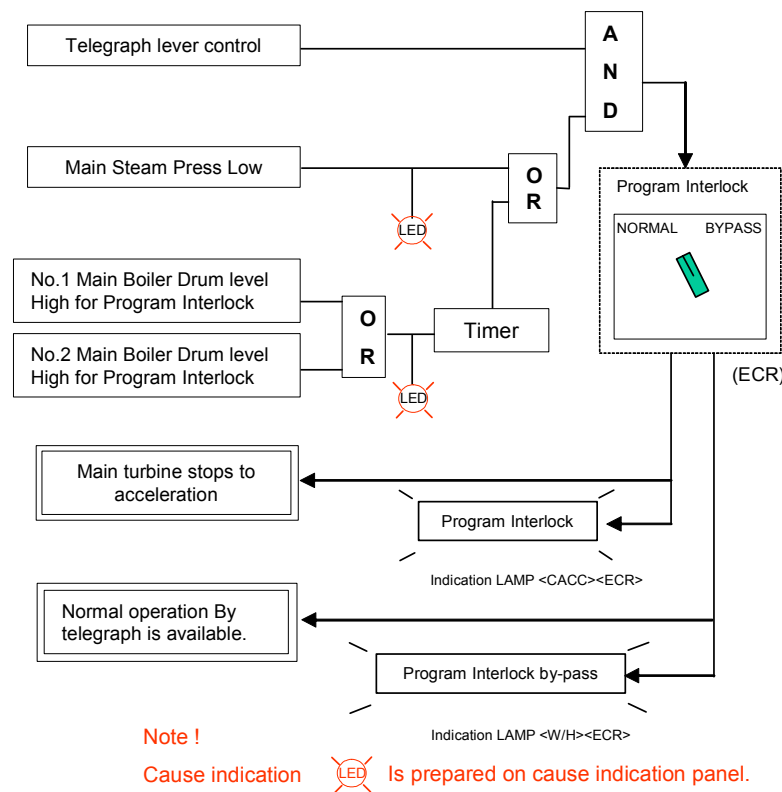 Telegraph lever control
A
N
D
Main Steam Press Low
O
R
LED
Program Interlock
NORMAL BYPASS
No.1 Main Boiler Drum level
High for Program Interlock
O
R
Timer
No.2 Main Boiler Drum level
High for Program Interlock
LED
(ECR)
Main turbine stops to
acceleration
Program Interlock
Indication LAMP <CACC><ECR>
Normal operation By
telegraph is available.
Program Interlock by-pass
Indication LAMP <W/H><ECR>
Note !
Cause indication LED Is prepared on cause indication panel.